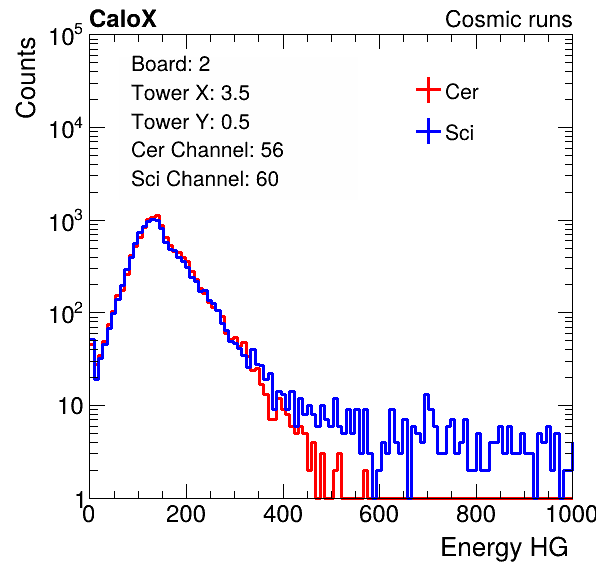 CaloX Cosmic runs
Counts
Board: 2
Tower X: 3.5
Tower Y: 0.5
Cer Channel: 56
Sci Channel: 60
Cer
Sci
10^5
10^4
10^3
10^2
10
1
0 200 400 600 800 1000
Energy HG